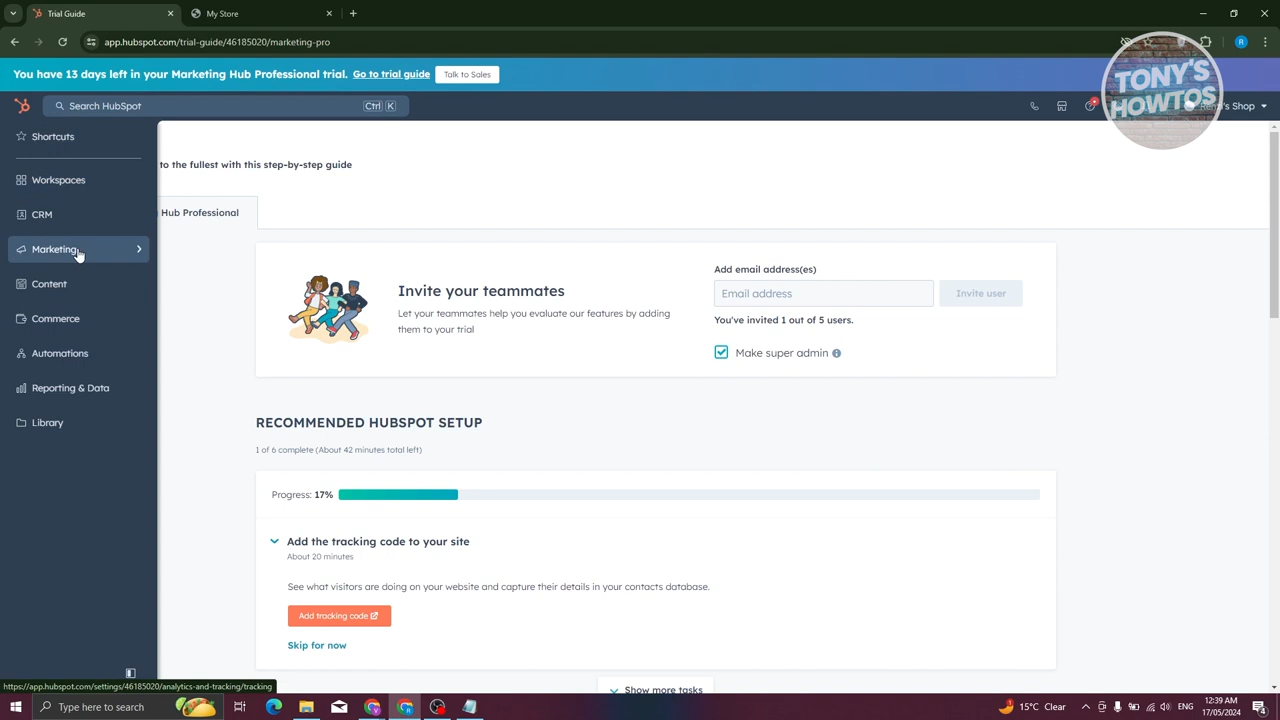 Trial Guide
My Store
app.hubspot.com/trial-guide/46185020/marketing-pro
You have 13 days left in your Marketing Hub Professional trial. Go to trial guide Talk to Sales
Search HubSpot Ctrl K
TONY'S
HOWTOS
Shop
Shortcuts
to the fullest with this step-by-step guide
Workspaces
Hub Professional
CRM
Marketing
Content
Commerce
Automations
Reporting & Data
Library
Invite your teammates
Let your teammates help you evaluate our features by adding
them to your trial
Add email address(es)
Email address Invite user
You've invited 1 out of 5 users.
Make super admin
RECOMMENDED HUBSPOT SETUP
1 of 6 complete (About 42 minutes total left)
Progress: 17%
Add the tracking code to your site
About 20 minutes
See what visitors are doing on your website and capture their details in your contacts database.
Add tracking code
Skip for now
Show more tasks
https://app.hubspot.com/settings/46185020/analytics-and-tracking/tracking
Type here to search
15°C Clear
ENG
12:39 AM
17/05/2024
4